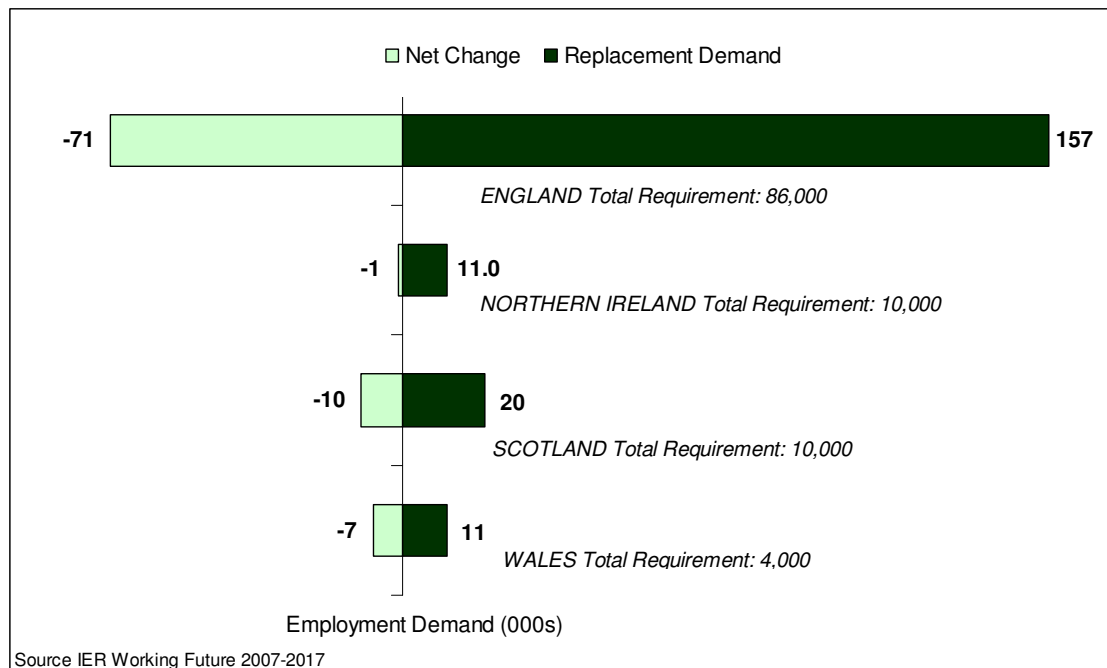 Net Change Replacement Demand
-71 157
ENGLAND Total Requirement: 86,000
-1 11.0
NORTHERN IRELAND Total Requirement: 10,000
-10 20
SCOTLAND Total Requirement: 10,000
-7 11
WALES Total Requirement: 4,000
Employment Demand (000s)
Source IER Working Future 2007-2017